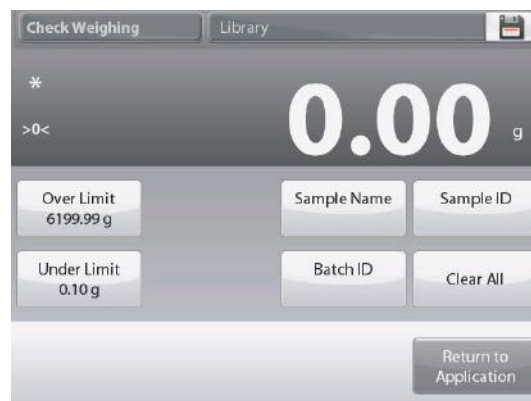 Check Weighing
Library
*
>0<
0.00 g
Over Limit
6199.99 g
Sample Name
Sample ID
Under Limit
0.10 g
Batch ID
Clear All
Return to
Application